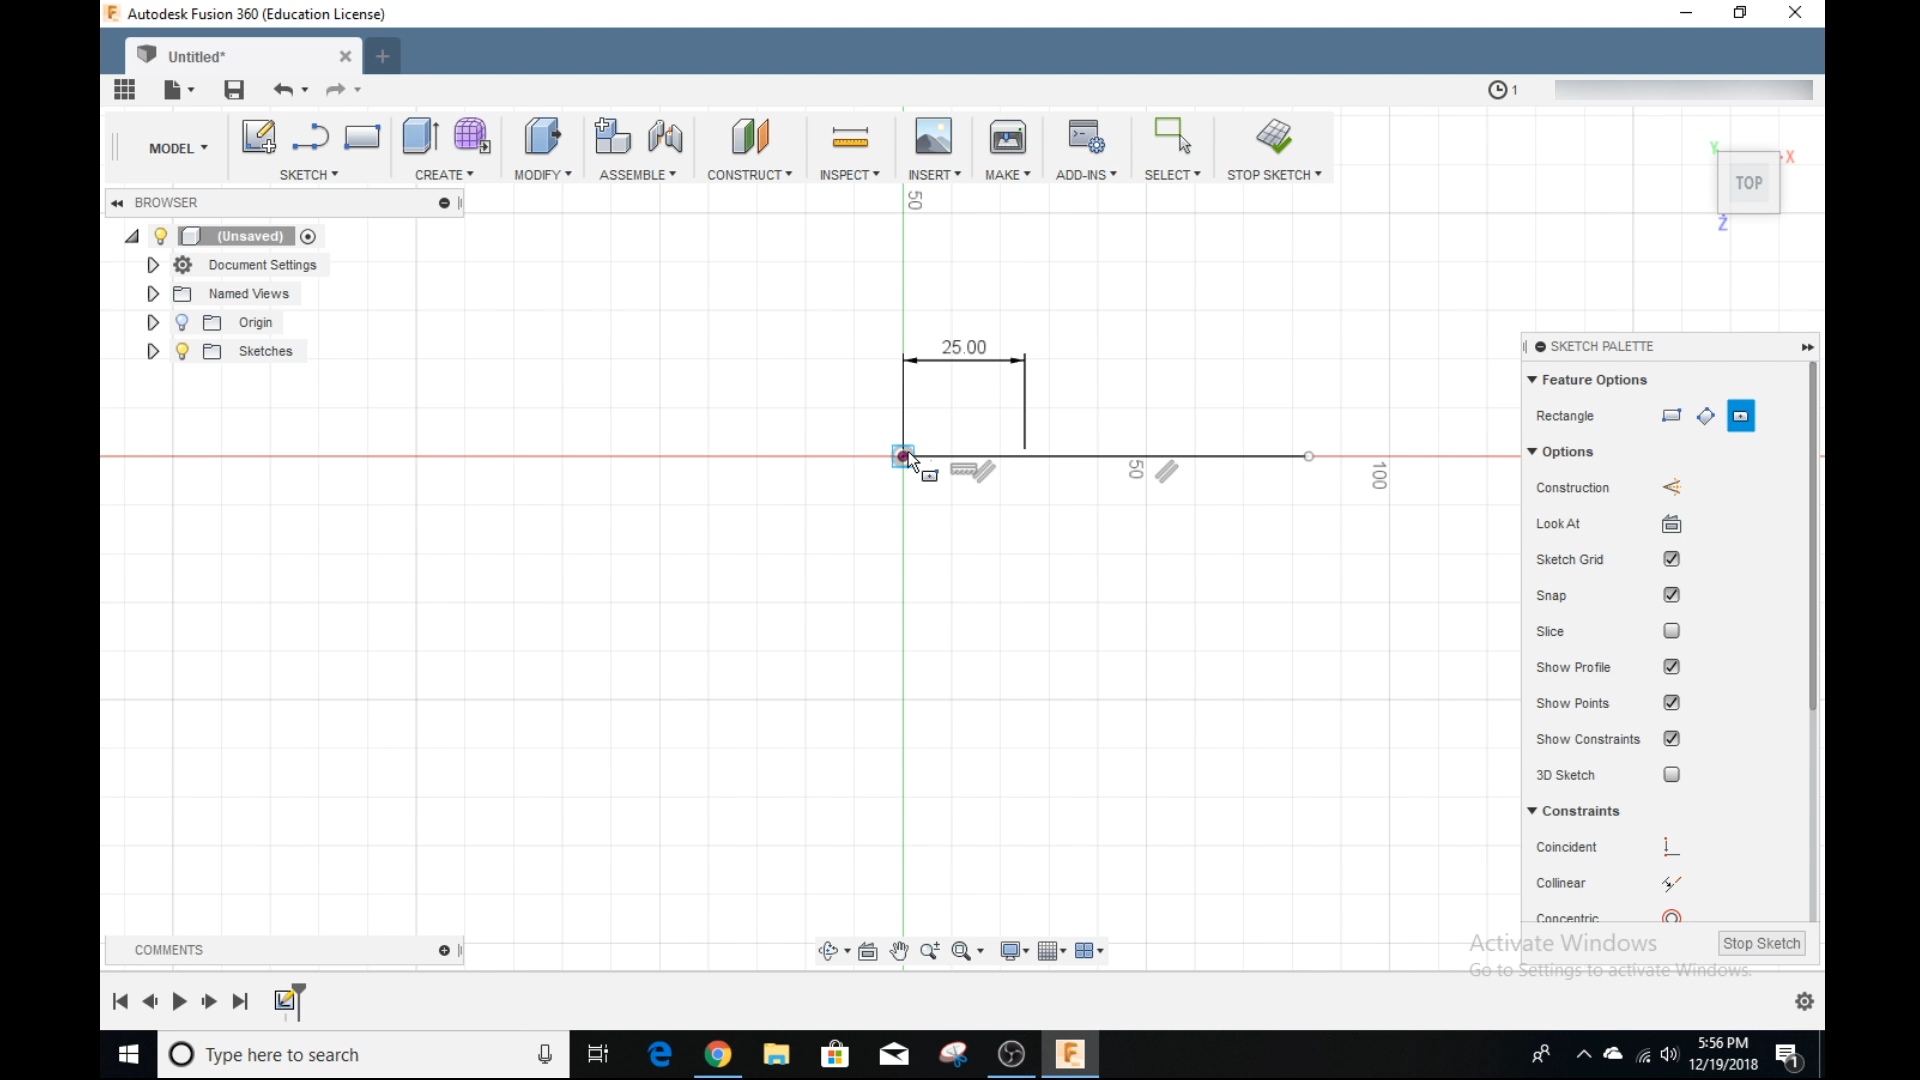 Autodesk Fusion 360 (Education License)
Untitled*
1
MODEL
SKETCH
CREATE
MODIFY
ASSEMBLE
CONSTRUCT
INSPECT
INSERT
MAKE
ADD-INS
SELECT
STOP SKETCH
BROWSER
(Unsaved)
Document Settings
Named Views
Origin
Sketches
50
25.00
50
100
Y
X
TOP
Z
SKETCH PALETTE
Feature Options
Rectangle
Options
Construction
Look At
Sketch Grid
Snap
Slice
Show Profile
Show Points
Show Constraints
3D Sketch
Constraints
Coincident
Collinear
Concentric
Activate Windows
Go to Settings to activate Windows.
Stop Sketch
COMMENTS
Type here to search
5:56 PM
12/19/2018
1